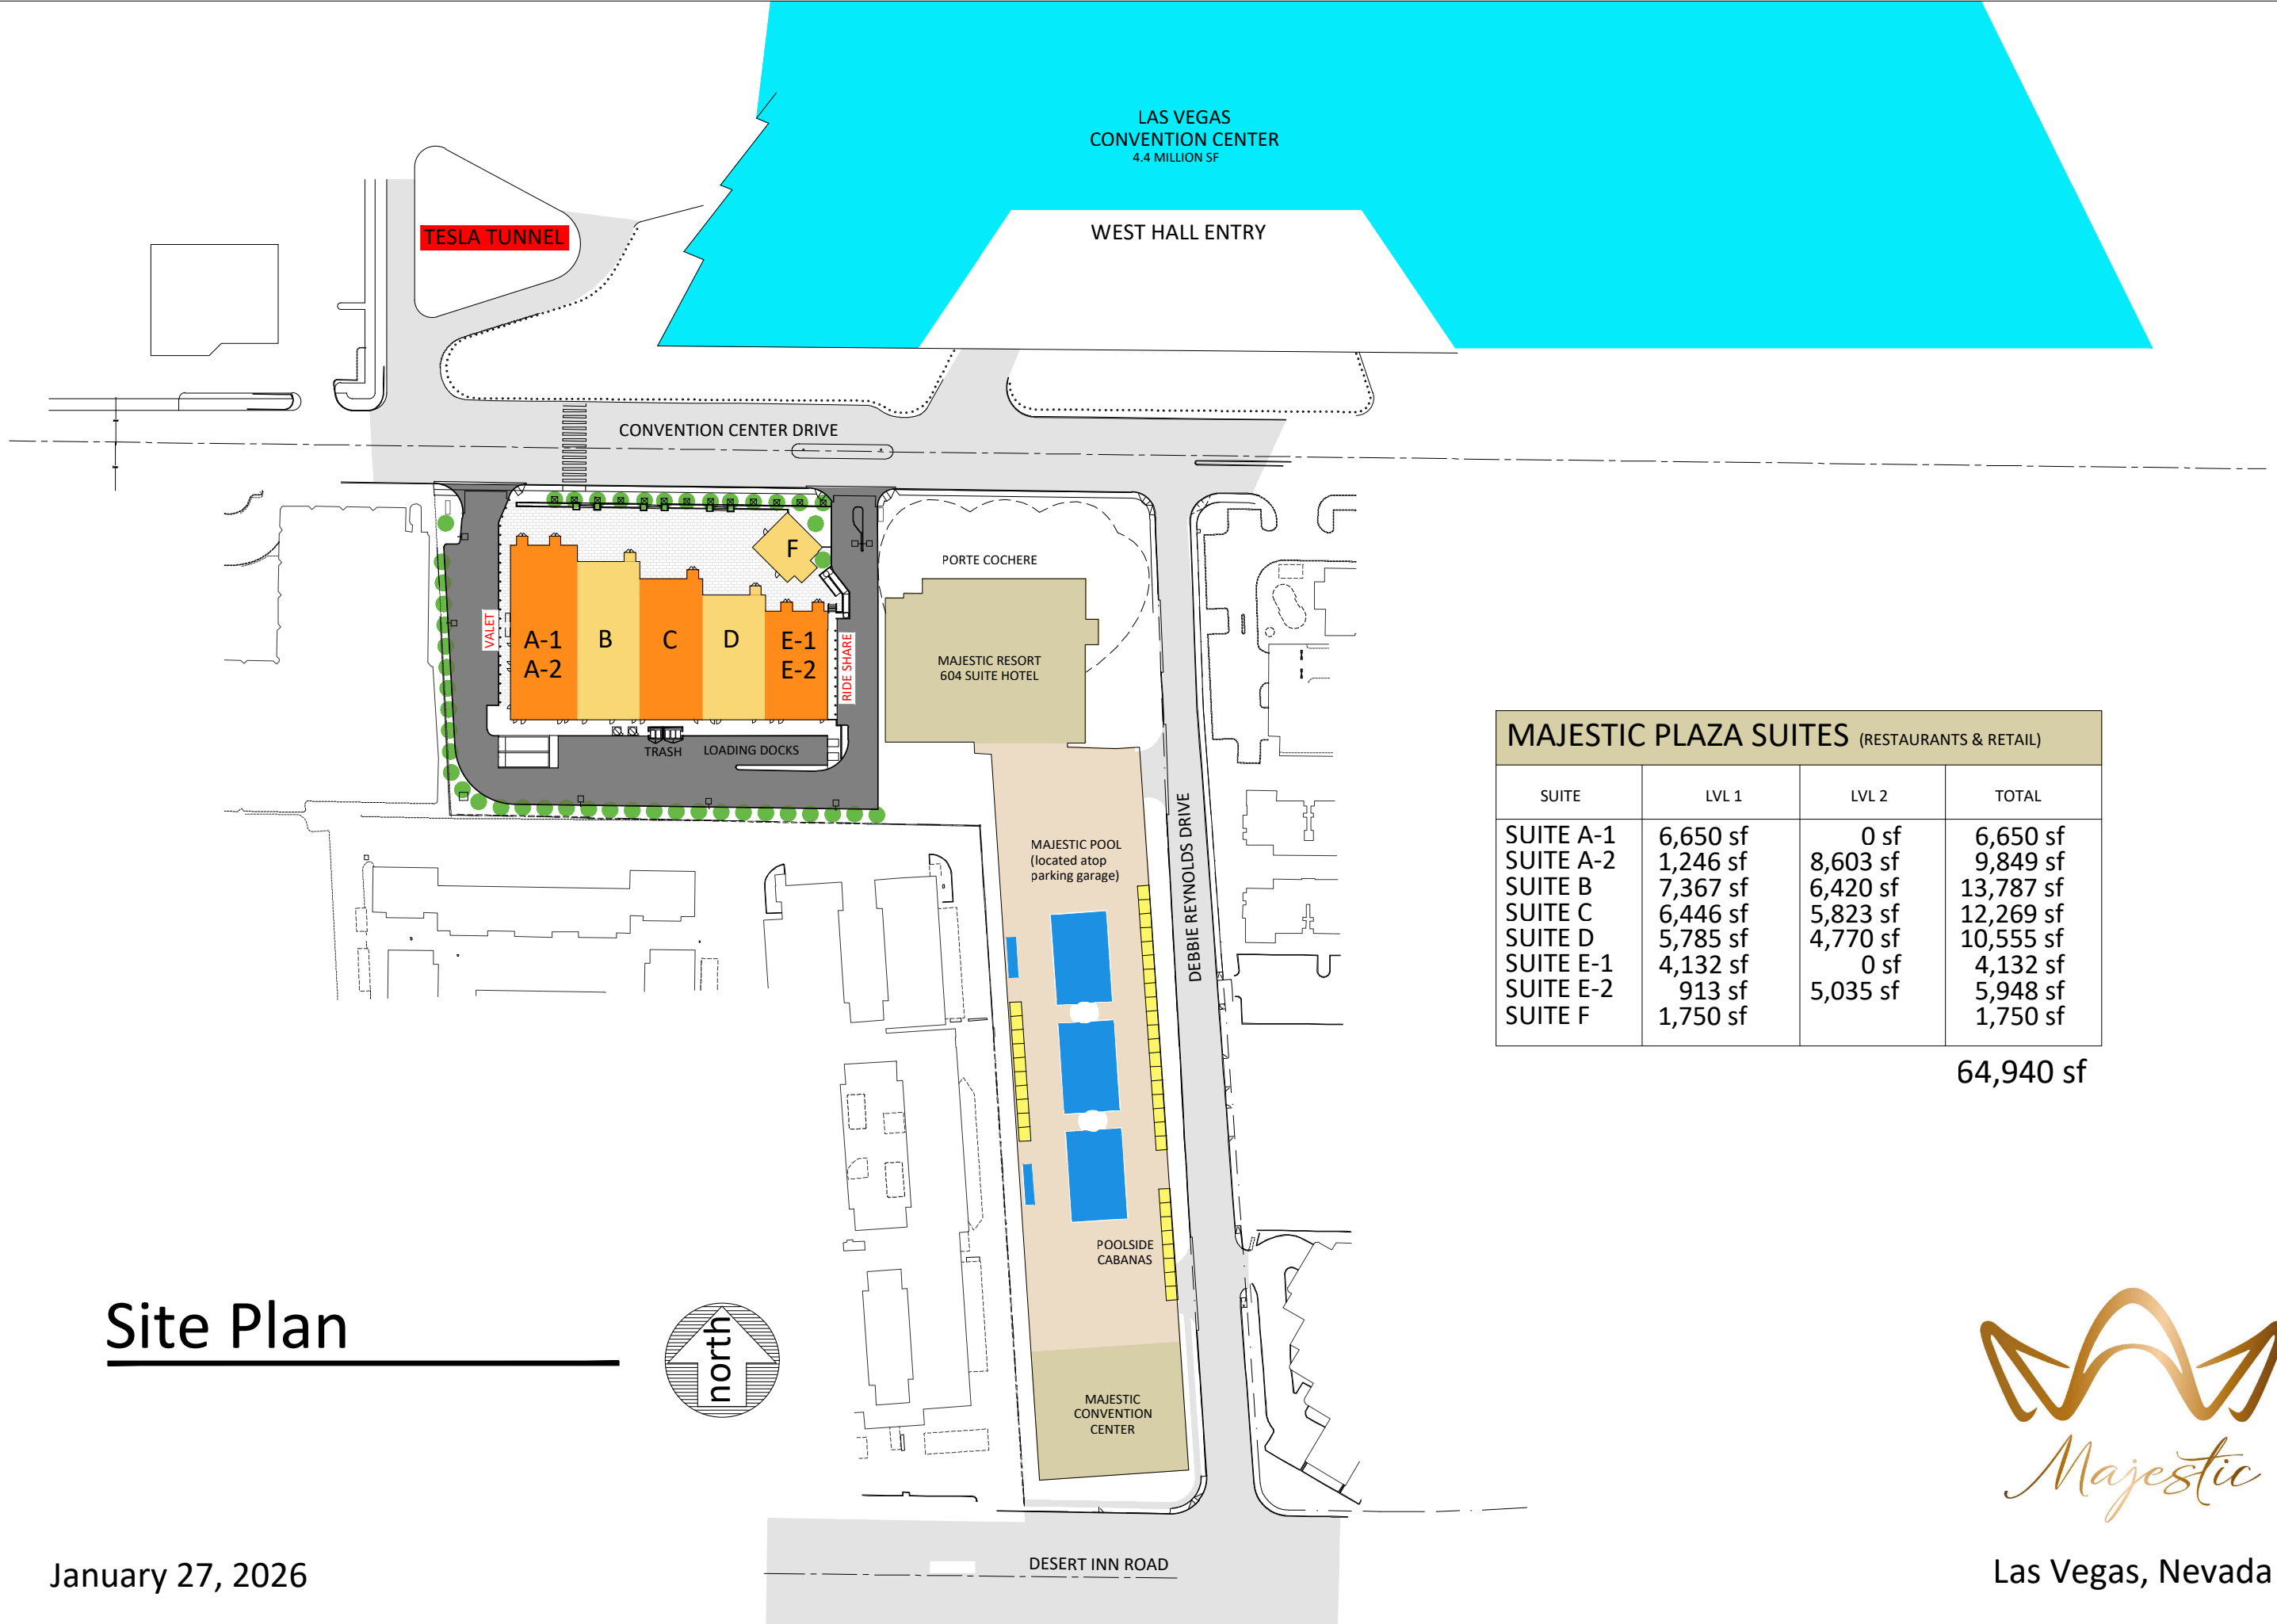 LAS VEGAS
CONVENTION CENTER
4.4 MILLION SF
WEST HALL ENTRY
TESLA TUNNEL
CONVENTION CENTER DRIVE
F
PORTE COCHERE
VALET
A-1
A-2
B
C
D
E-1
E-2
RIDE SHARE
MAJESTIC RESORT
604 SUITE HOTEL
TRASH
LOADING DOCKS
MAJESTIC PLAZA SUITES (RESTAURANTS & RETAIL)
SUITE LVL 1 LVL 2 TOTAL
SUITE A-1 6,650 sf 0 sf 6,650 sf
SUITE A-2 1,246 sf 8,603 sf 9,849 sf
SUITE B 7,367 sf 6,420 sf 13,787 sf
SUITE C 6,446 sf 5,823 sf 12,269 sf
SUITE D 5,785 sf 4,770 sf 10,555 sf
SUITE E-1 4,132 sf 0 sf 4,132 sf
SUITE E-2 913 sf 5,035 sf 5,948 sf
SUITE F 1,750 sf 1,750 sf
64,940 sf
MAJESTIC POOL
(located atop
parking garage)
DEBBIE REYNOLDS DRIVE
POOLSIDE
CABANAS
MAJESTIC
CONVENTION
CENTER
DESERT INN ROAD
Site Plan
north
January 27, 2026
Majestic
Las Vegas, Nevada